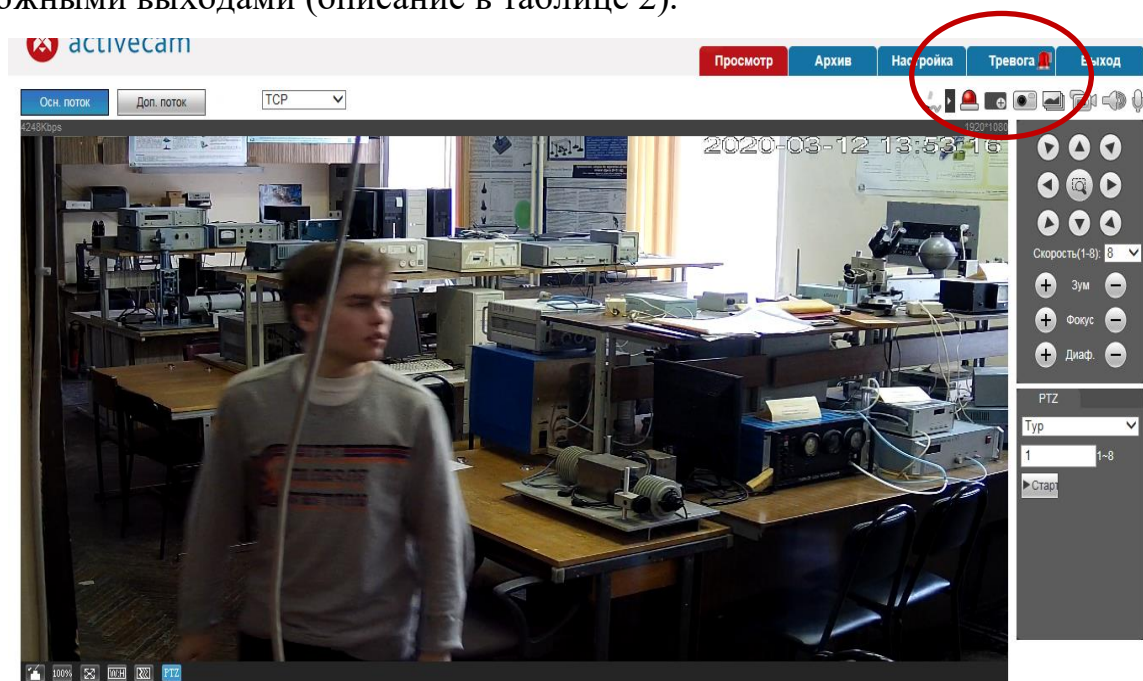 ожными выходами (описание в таблице 2).
activecam
Просмотр Архив Настройка Тревога Выход
Осн. поток Доп. поток TCP
4248Kbps 1920*1080
2020-03-12 13:53:16
Скорость(1-8): 8
Зум
Фокус
Диаф.
PTZ
Тур
1 1~8
Старт
100% W:H PTZ